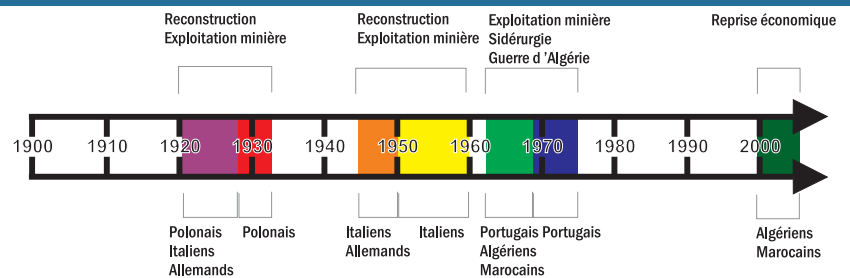 Reconstruction
Exploitation minière
Reconstruction
Exploitation minière
Exploitation minière
Sidérurgie
Guerre d 'Algérie
Reprise économique
1900 1910 1920 1930 1940 1950 1960 1970 1980 1990 2000
Polonais
Italiens
Allemands
Polonais
Italiens
Allemands
Italiens
Portugais
Algériens
Marocains
Portugais
Algériens
Marocains